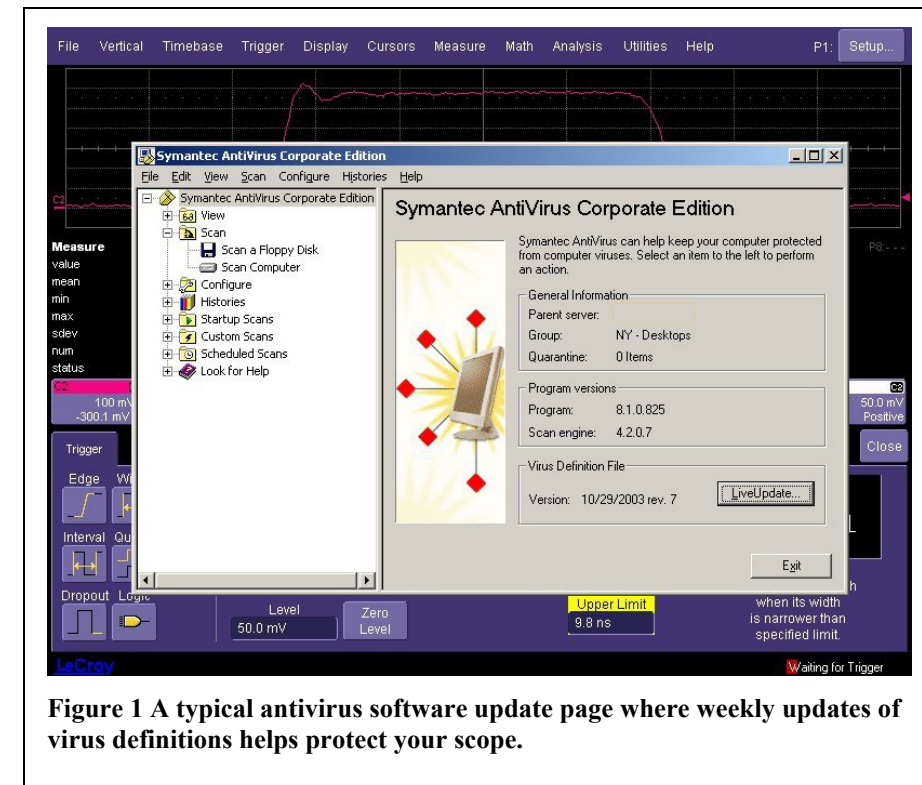 File Vertical Timebase Trigger Display Cursors Measure Math Analysis Utilities Help P1: Setup...
Symantec AntiVirus Corporate Edition
File Edit View Scan Configure Histories Help
Symantec AntiVirus Corporate Edition
View
Scan
Scan a Floppy Disk
Scan Computer
Configure
Histories
Startup Scans
Custom Scans
Scheduled Scans
Look for Help
Symantec AntiVirus Corporate Edition
Symantec AntiVirus can help keep your computer protected
from computer viruses. Select an item to the left to perform
an action.
General Information
Parent server:
Group: NY - Desktops
Quarantine: 0 Items
Program versions
Program: 8.1.0.825
Scan engine: 4.2.0.7
Virus Definition File
Version: 10/29/2003 rev. 7
LiveUpdate...
Exit
C2
Measure
value
mean
min
max
sdev
num
status
P8:---
C2
100 mV
-300.1 mV
C2
50.0 mV
Positive
Trigger
Close
Edge
Interval
Dropout Logic
Level
50.0 mV
Zero
Level
Upper Limit
9.8 ns
when its width
is narrower than
specified limit.
LeCroy
Waiting for Trigger
Figure 1 A typical antivirus software update page where weekly updates of
virus definitions helps protect your scope.